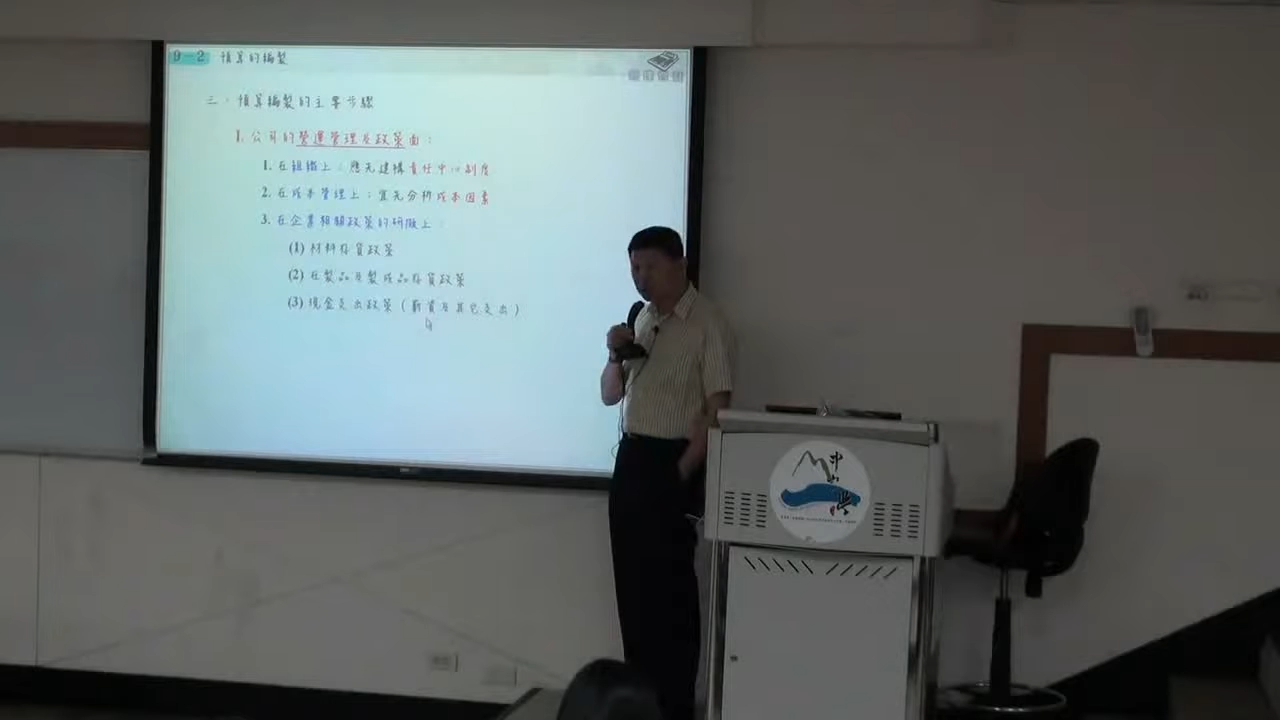 9-2 預算的編製
三、預算編製的主要步驟
1. 公司的營運管理及政策面：
1. 在組織上：應先建構責任中心制度
2. 在成本管理上：宜先分析成本因素
3. 在企業相關政策的研擬上：
(1) 材料存貨政策
(2) 在製品及製成品存貨政策
(3) 現金支出政策（薪資及其它支出）